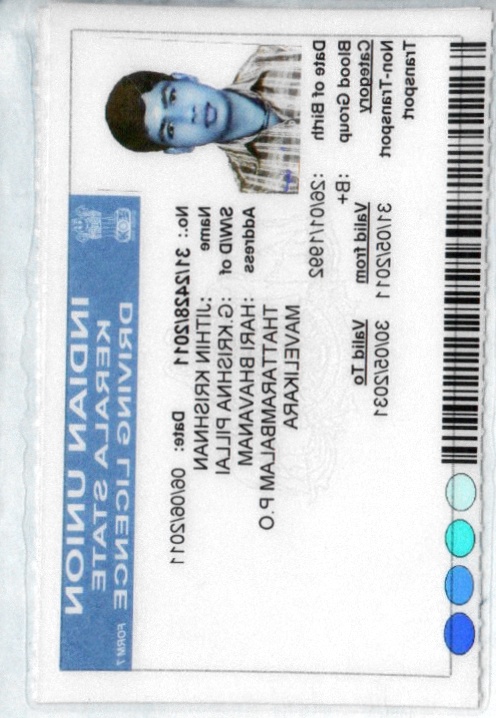 INDIAN UNION
KERALA STATE
DRIVING LICENCE
FORM 7
No.: 31/2428/2011 Date: 06/06/2011
Name :JITHIN KRISHNAN
S/W/D of :G.KRISHNA PILLAI
Address :HARI BHAVANAM
THATTARAMBALAM P.O
MAVELIKARA
Date of Birth :26/01/1992
Blood Group :B+
Category Valid from Valid To
Non-Transport 31/05/2011 30/05/2031
Transport